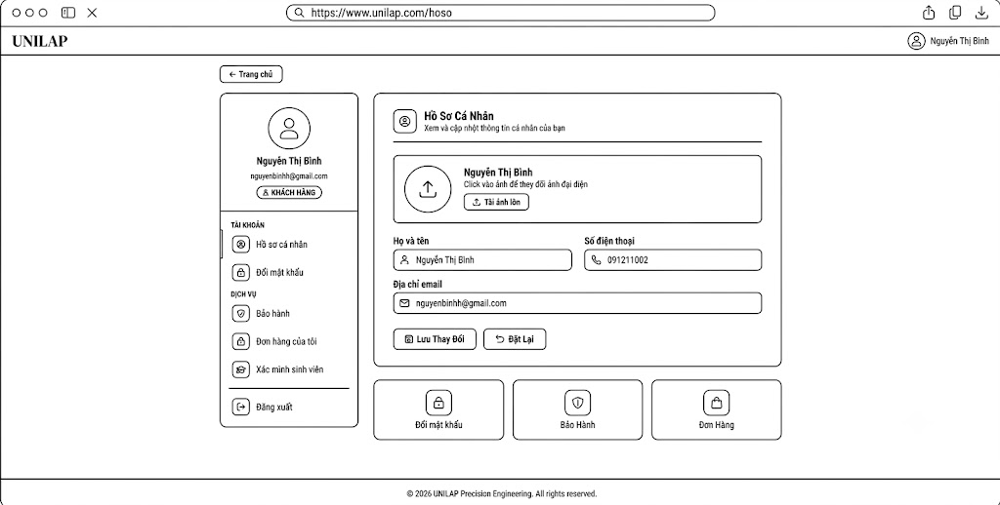 https://www.unilap.com/hoso
UNILAP
Nguyễn Thị Bình
← Trang chủ
Nguyễn Thị Bình
nguyenbinhh@gmail.com
KHÁCH HÀNG
TÀI KHOẢN
Hồ sơ cá nhân
Đổi mật khẩu
DỊCH VỤ
Bảo hành
Đơn hàng của tôi
Xác minh sinh viên
Đăng xuất
Hồ Sơ Cá Nhân
Xem và cập nhột thông tin cá nhân của bạn
Nguyễn Thị Bình
Click vào ảnh để they đổi ảnh đại diện
Tải ảnh lên
Họ và tên
Số điện thoại
Nguyễn Thị Bình
091211002
Địa chỉ email
nguyenbinhh@gmail.com
Lưu Thay Đổi
Đặt Lại
Đổi mật khẩu
Bảo Hành
Đơn Hàng
© 2026 UNILAP Precision Engineering. All rights reserved.